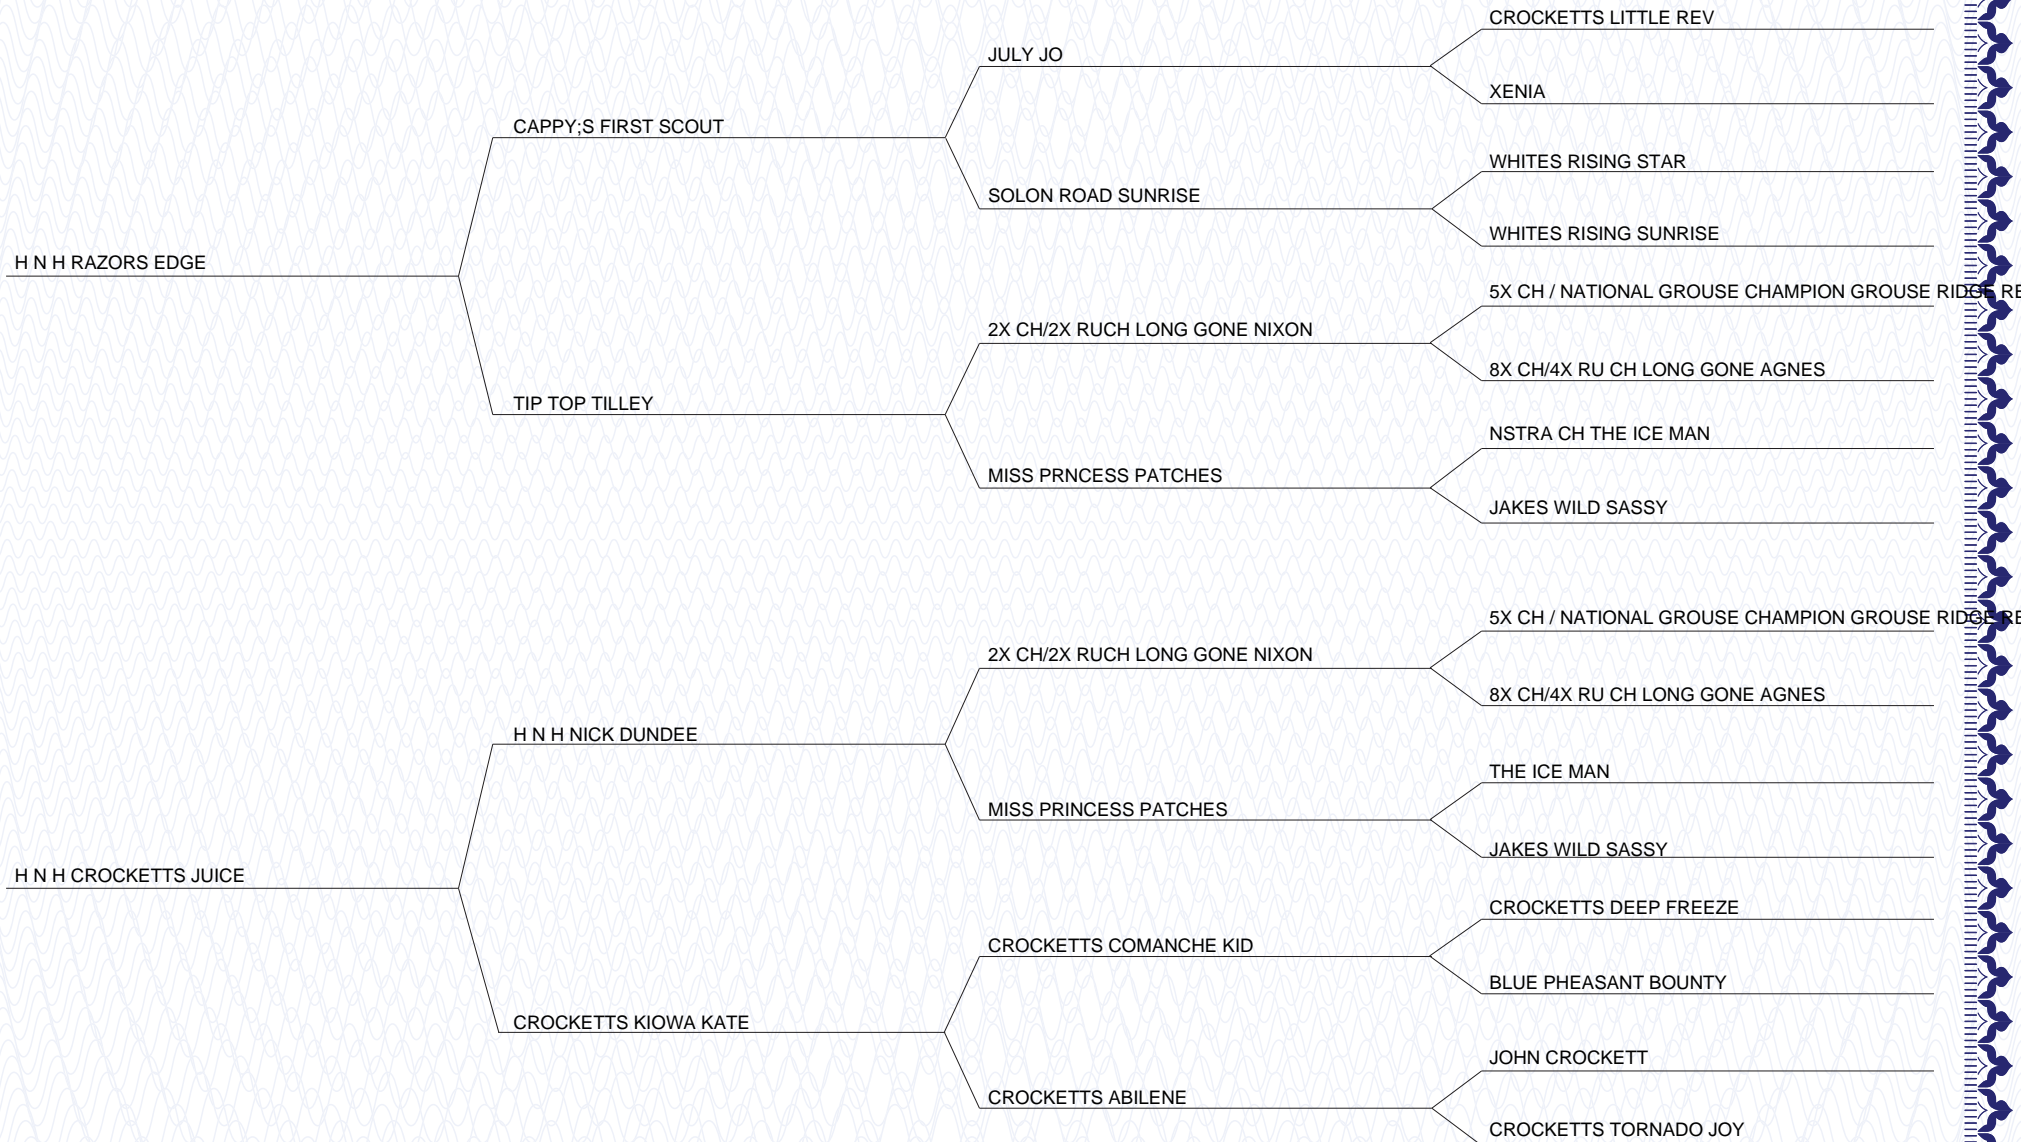 CROCKETTS LITTLE REV
JULY JO
XENIA
CAPPY;S FIRST SCOUT
WHITES RISING STAR
SOLON ROAD SUNRISE
WHITES RISING SUNRISE
H N H RAZORS EDGE
5X CH / NATIONAL GROUSE CHAMPION GROUSE RIDGE RE
2X CH/2X RUCH LONG GONE NIXON
8X CH/4X RU CH LONG GONE AGNES
TIP TOP TILLEY
NSTRA CH THE ICE MAN
MISS PRNCESS PATCHES
JAKES WILD SASSY
5X CH / NATIONAL GROUSE CHAMPION GROUSE RIDGE RE
2X CH/2X RUCH LONG GONE NIXON
8X CH/4X RU CH LONG GONE AGNES
H N H NICK DUNDEE
THE ICE MAN
MISS PRINCESS PATCHES
JAKES WILD SASSY
H N H CROCKETTS JUICE
CROCKETTS DEEP FREEZE
CROCKETTS COMANCHE KID
BLUE PHEASANT BOUNTY
CROCKETTS KIOWA KATE
JOHN CROCKETT
CROCKETTS ABILENE
CROCKETTS TORNADO JOY